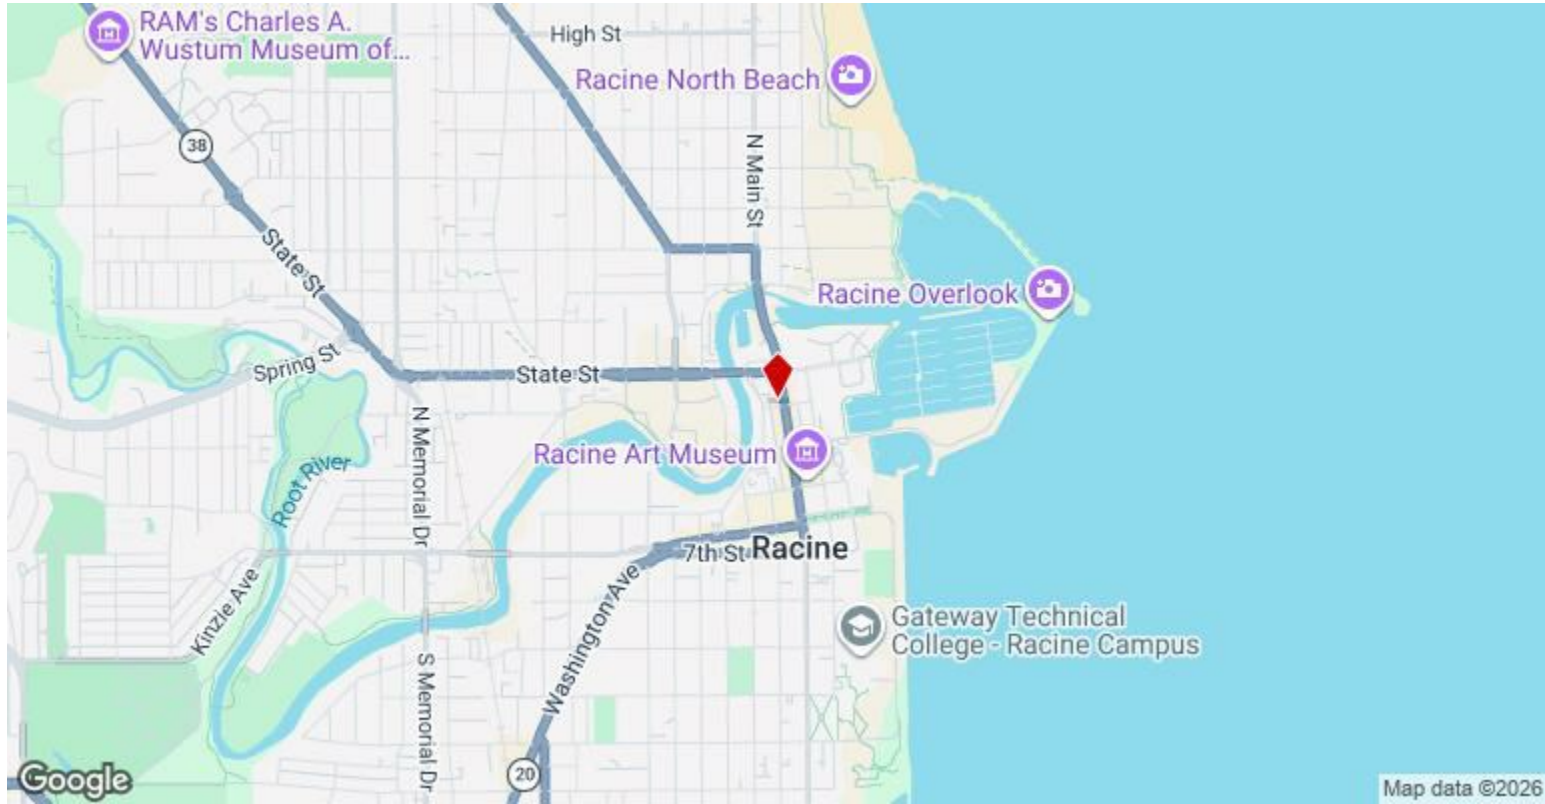 RAM's Charles A.
Wustum Museum of...
High St
Racine North Beach
38
N Main St
State St
Racine Overlook
Spring St
State St
N Memorial Dr
Racine Art Museum
Root River
7th St
Racine
Kinzie Ave
Washington Ave
Gateway Technical
College - Racine Campus
S Memorial Dr
20
Google
Map data ©2026